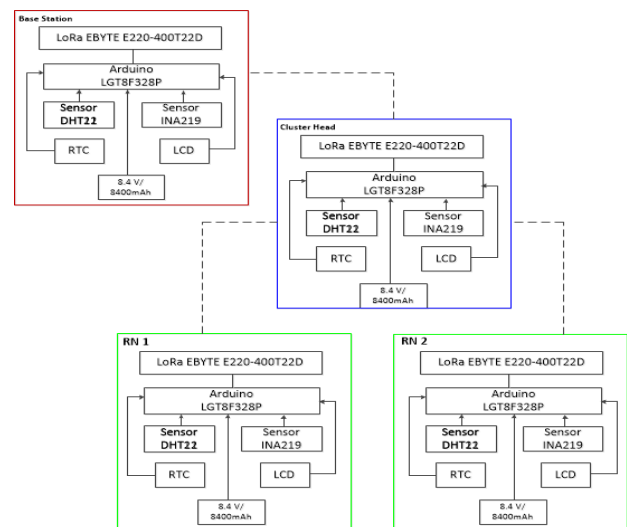 Base Station
LoRa EBYTE E220-400T22D
Arduino
LGT8F328P
Sensor
DHT22
Sensor
INA219
RTC
LCD
8.4 V/
8400mAh
Cluster Head
LoRa EBYTE E220-400T22D
Arduino
LGT8F328P
Sensor
DHT22
Sensor
INA219
RTC
LCD
8.4 V/
8400mAh
RN 1
LoRa EBYTE E220-400T22D
Arduino
LGT8F328P
Sensor
DHT22
Sensor
INA219
RTC
LCD
8.4 V/
8400mAh
RN 2
LoRa EBYTE E220-400T22D
Arduino
LGT8F328P
Sensor
DHT22
Sensor
INA219
RTC
LCD
8.4 V/
8400mAh